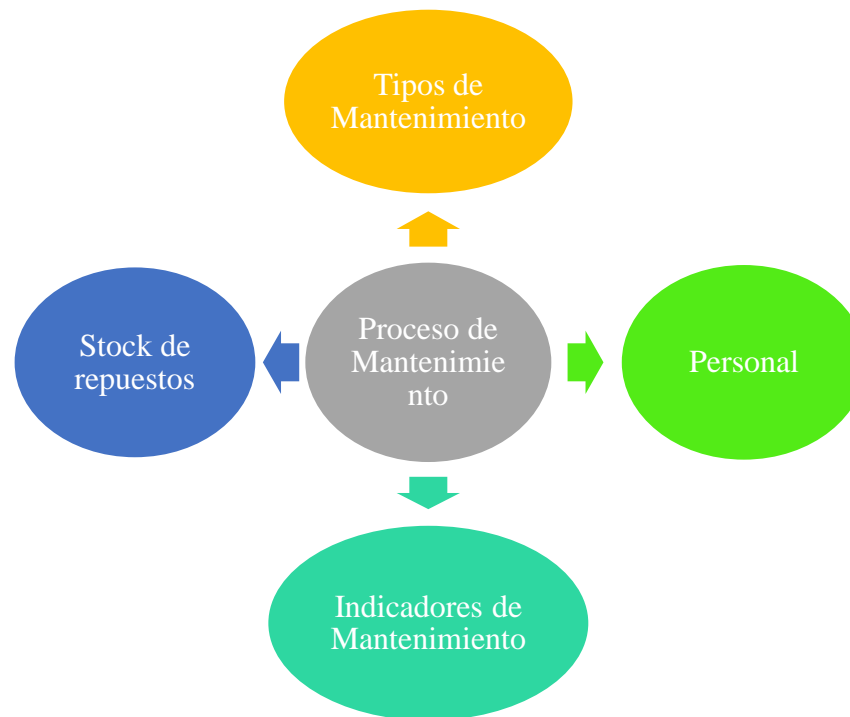 Tipos de
Mantenimiento
Stock de
repuestos
Proceso de
Mantenimie
nto
Personal
Indicadores de
Mantenimiento